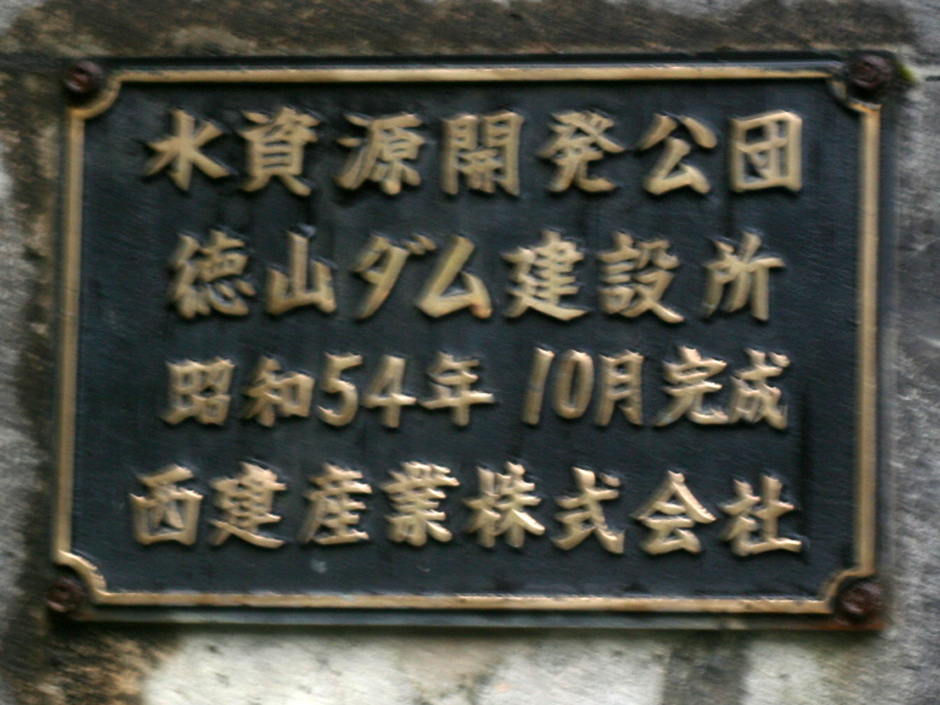 水資源開発公団
徳山ダム建設所
昭和54年 10月完成
西建産業株式会社